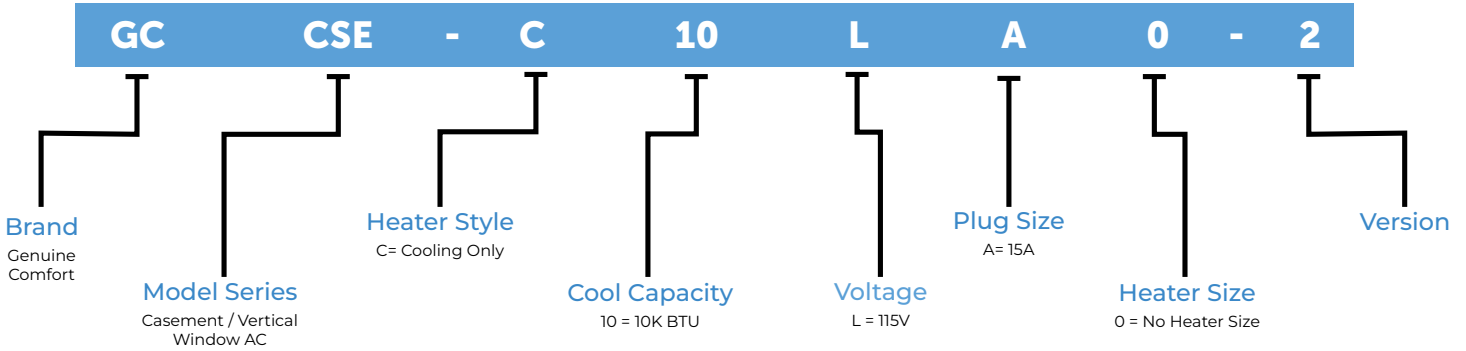 GC CSE - C 10 L A 0 - 2
Brand
Genuine
Comfort
Model Series
Casement / Vertical
Window AC
Heater Style
C= Cooling Only
Cool Capacity
10 = 10K BTU
Voltage
L = 115V
Plug Size
A= 15A
Heater Size
0 = No Heater Size
Version